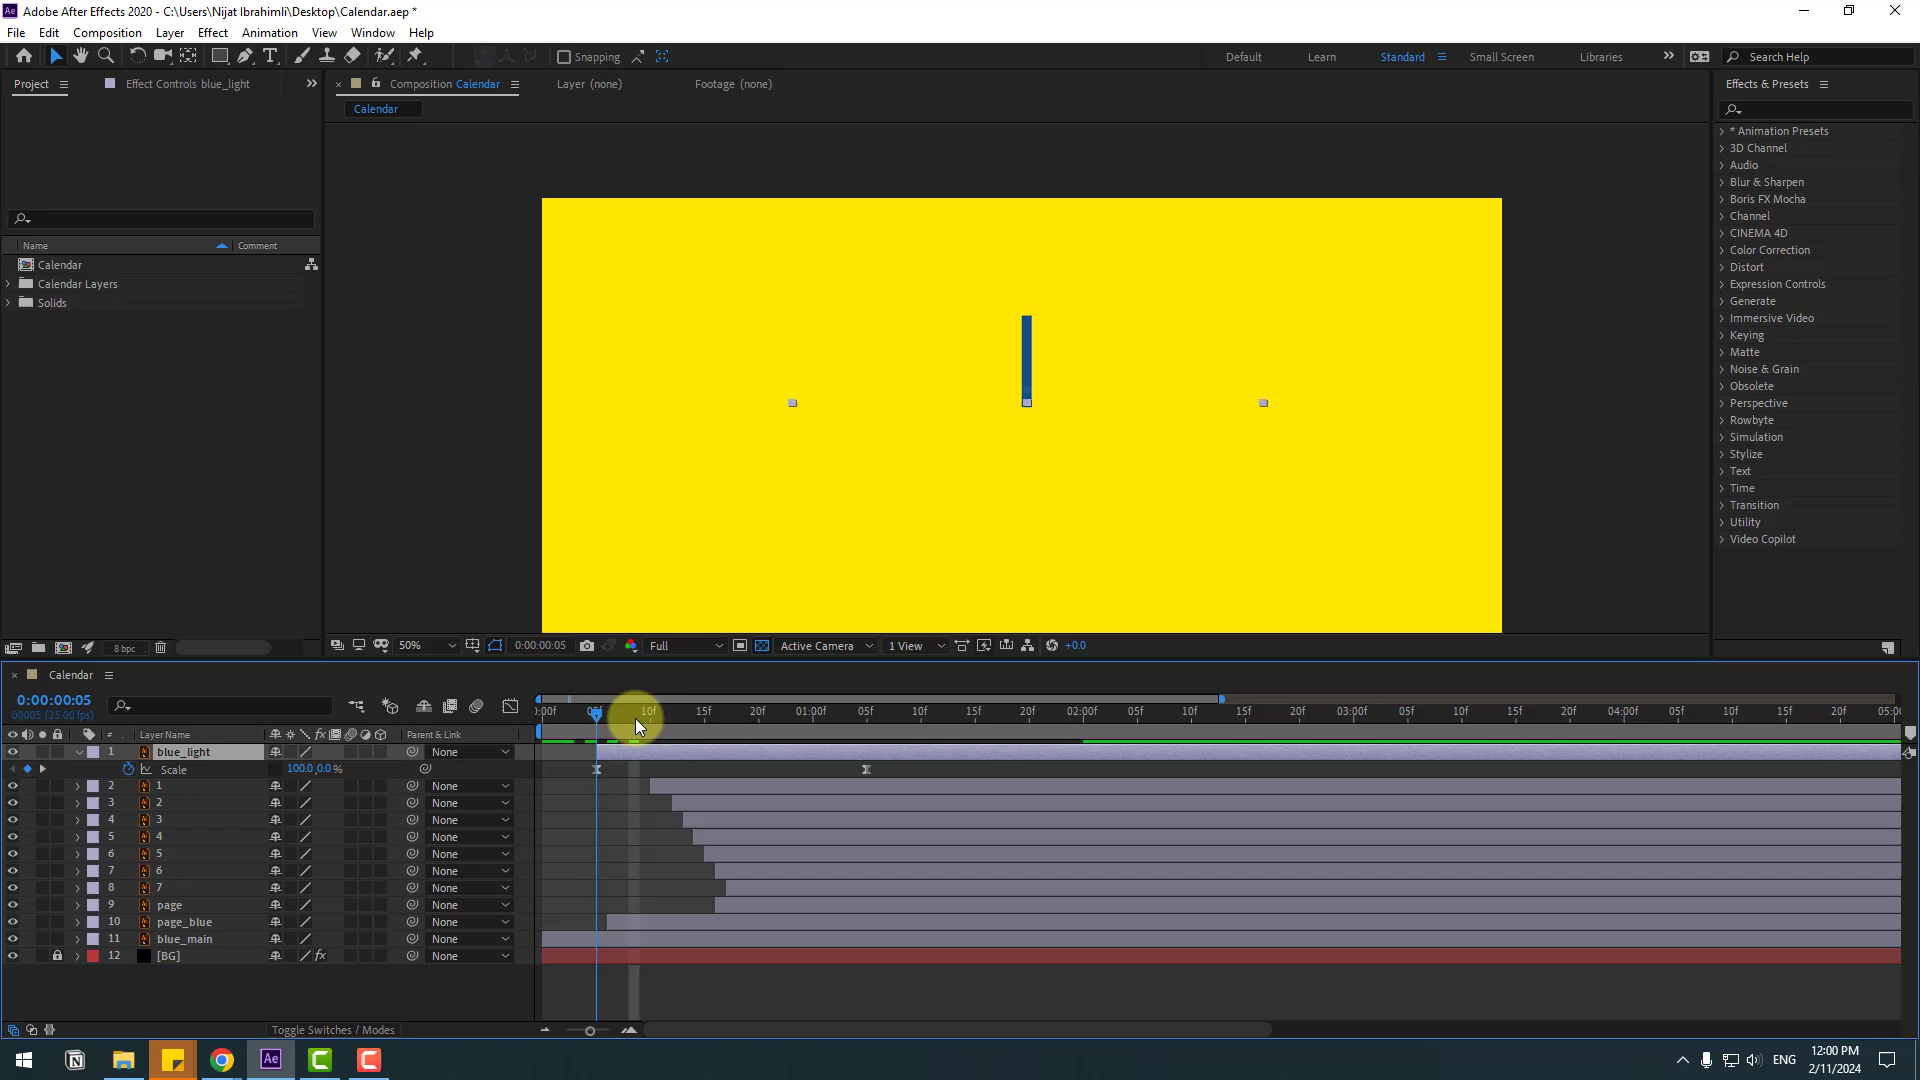 Ae Adobe After Effects 2020 - C:\Users\Nijat Ibrahimli\Desktop\Calendar.aep *
File Edit Composition Layer Effect Animation View Window Help
Snapping Default Learn Standard Small Screen Libraries Search Help
Project Effect Controls blue_light Composition Calendar Layer (none) Footage (none) Effects & Presets
Calendar
* Animation Presets
3D Channel
Audio
Blur & Sharpen
Boris FX Mocha
Channel
CINEMA 4D
Color Correction
Distort
Expression Controls
Generate
Immersive Video
Keying
Matte
Noise & Grain
Obsolete
Perspective
Rowbyte
Simulation
Stylize
Text
Time
Transition
Utility
Video Copilot
Name Comment
Calendar
Calendar Layers
Solids
8 bpc 50% 0:00:00:05 Full Active Camera 1 View +0.0
Calendar
0:00:00:05
00005 (25.00 fps)
:00f 05f 10f 15f 20f 01:00f 05f 10f 15f 20f 02:00f 05f 10f 15f 20f 03:00f 05f 10f 15f 20f 04:00f 05f 10f 15f 20f 05:0
# Layer Name fx Parent & Link
1 blue_light None
Scale 100.0,0.0 %
2 1 None
3 2 None
4 3 None
5 4 None
6 5 None
7 6 None
8 7 None
9 page None
10 page_blue None
11 blue_main None
12 [BG] fx None
Toggle Switches / Modes
Ae ENG 12:00 PM
2/11/2024